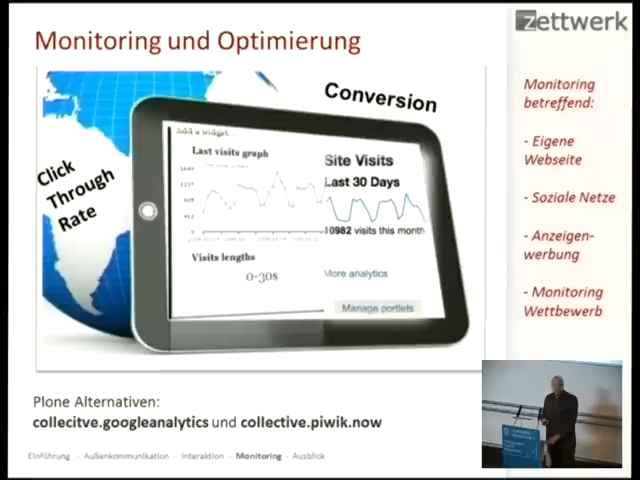 Monitoring und Optimierung
zettwerk
Conversion
Click
Through
Rate
Add a widget.
Last visits graph
Visits lengths
0-30s
Site Visits
Last 30 Days
10982 visits this month
More analytics
Manage portlets
Monitoring
betreffend:
- Eigene
Webseite
- Soziale Netze
- Anzeigen-
werbung
- Monitoring
Wettbewerb
Plone Alternativen:
collecitve.googleanalytics und collective.piwik.now
Einführung - Außenkommunikation - Interaktion - Monitoring - Ausblick